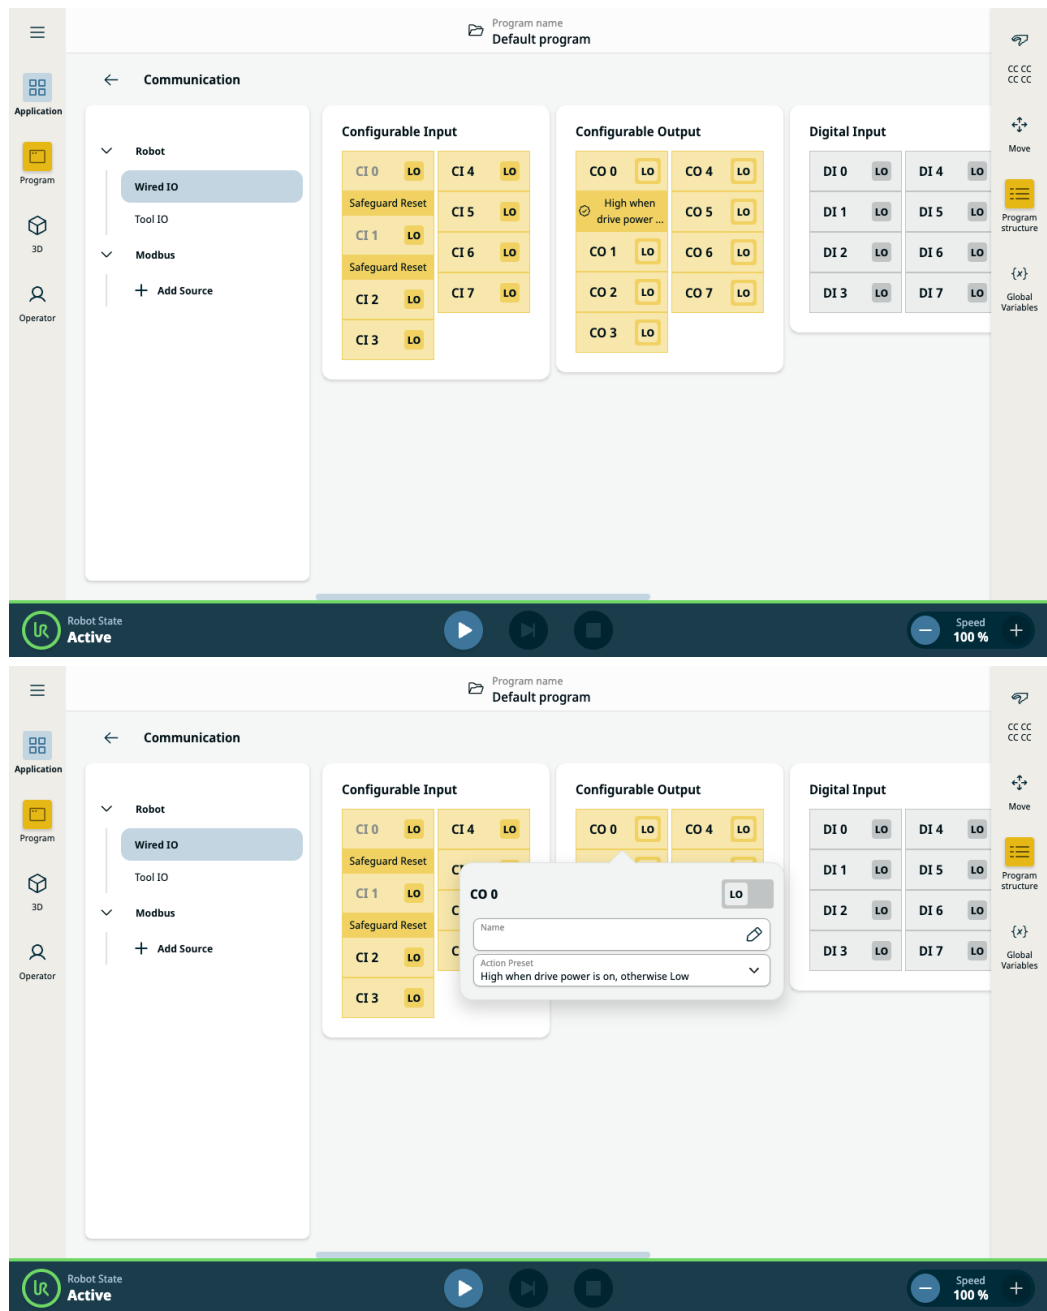 Program name
Default program
Application
Program
3D
Operator
Communication
Robot
Wired IO
Tool IO
Modbus
Add Source
Configurable Input
CI 0 LO
Safeguard Reset
CI 1 LO
Safeguard Reset
CI 2 LO
CI 3 LO
CI 4 LO
CI 5 LO
CI 6 LO
CI 7 LO
Configurable Output
CO 0 LO
High when
drive power ...
CO 1 LO
CO 2 LO
CO 3 LO
CO 4 LO
CO 5 LO
CO 6 LO
CO 7 LO
Digital Input
DI 0 LO
DI 1 LO
DI 2 LO
DI 3 LO
DI 4 LO
DI 5 LO
DI 6 LO
DI 7 LO
CC CC
CC CC
Move
Program
structure
{x}
Global
Variables
Robot State
Active
Speed
100 %
Program name
Default program
Application
Program
3D
Operator
Communication
Robot
Wired IO
Tool IO
Modbus
Add Source
Configurable Input
CI 0 LO
Safeguard Reset
CI 1 LO
Safeguard Reset
CI 2 LO
CI 3 LO
CI 4 LO
Configurable Output
CO 0 LO
CO 4 LO
CO 0
LO
Name
Action Preset
High when drive power is on, otherwise Low
Digital Input
DI 0 LO
DI 1 LO
DI 2 LO
DI 3 LO
DI 4 LO
DI 5 LO
DI 6 LO
DI 7 LO
CC CC
CC CC
Move
Program
structure
{x}
Global
Variables
Robot State
Active
Speed
100 %